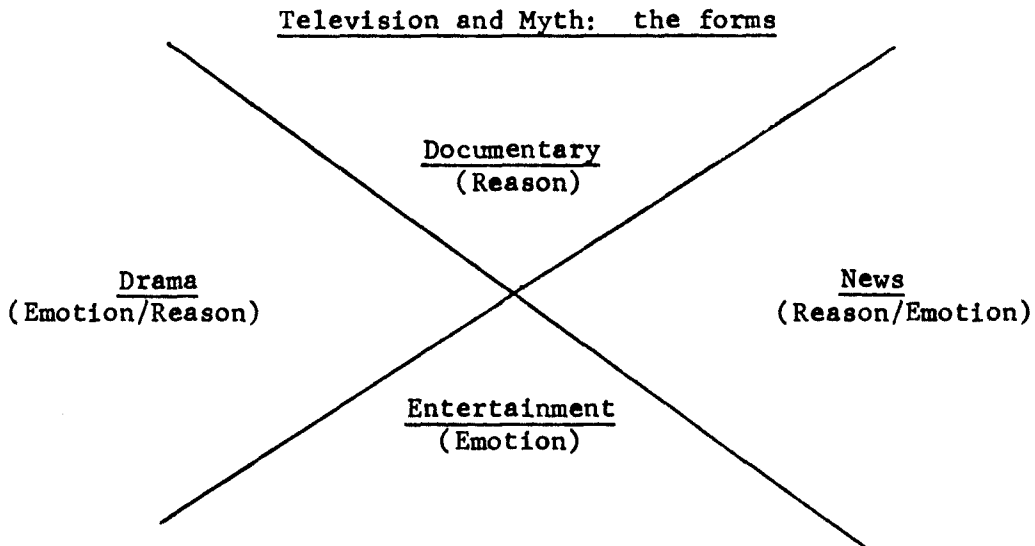 Television and Myth: the forms
Documentary
(Reason)
Drama
(Emotion/Reason)
News
(Reason/Emotion)
Entertainment
(Emotion)